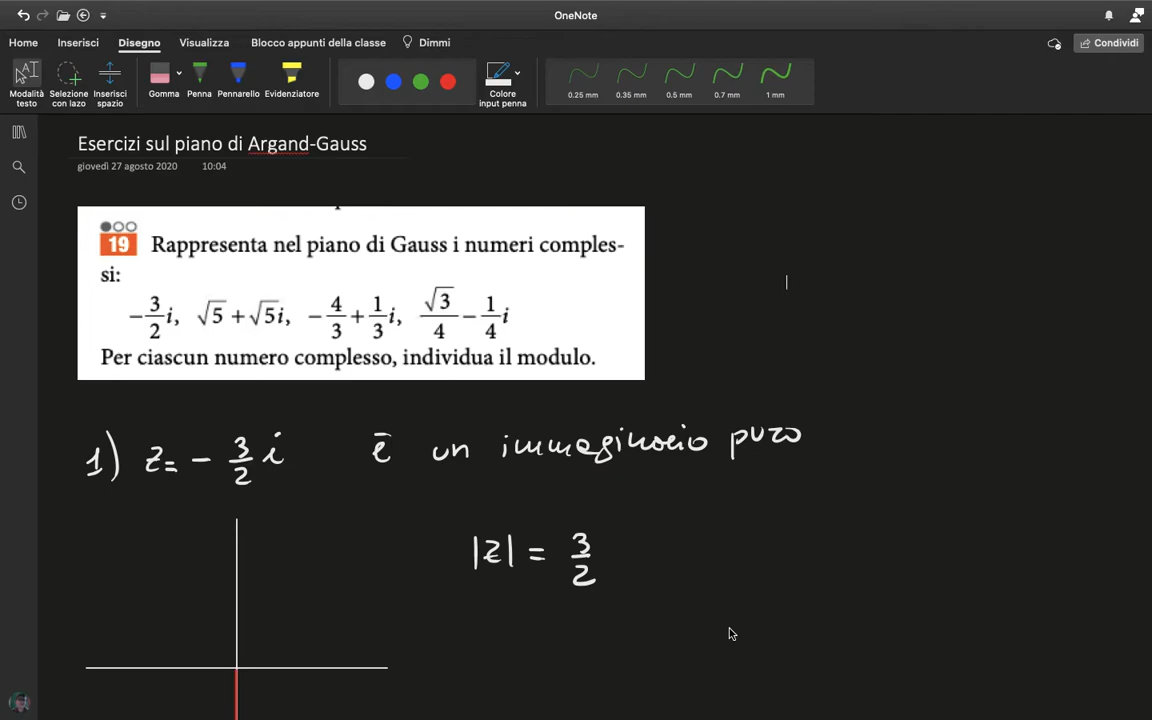 OneNote
Home Inserisci Disegno Visualizza Blocco appunti della classe Dimmi
Condividi
Modalità testo
Selezione con lazo
Inserisci spazio
Gomma
Penna
Pennarello
Evidenziatore
Colore input penna
0.25 mm 0.35 mm 0.5 mm 0.7 mm 1 mm
Esercizi sul piano di Argand-Gauss
giovedì 27 agosto 2020 10:04
19 Rappresenta nel piano di Gauss i numeri comples-
si:
-3/2 i, √5 + √5i, -4/3 + 1/3 i, √3/4 - 1/4 i
Per ciascun numero complesso, individua il modulo.
1) z = - 3/2 i ē un immaginario puro
|z| = 3/2